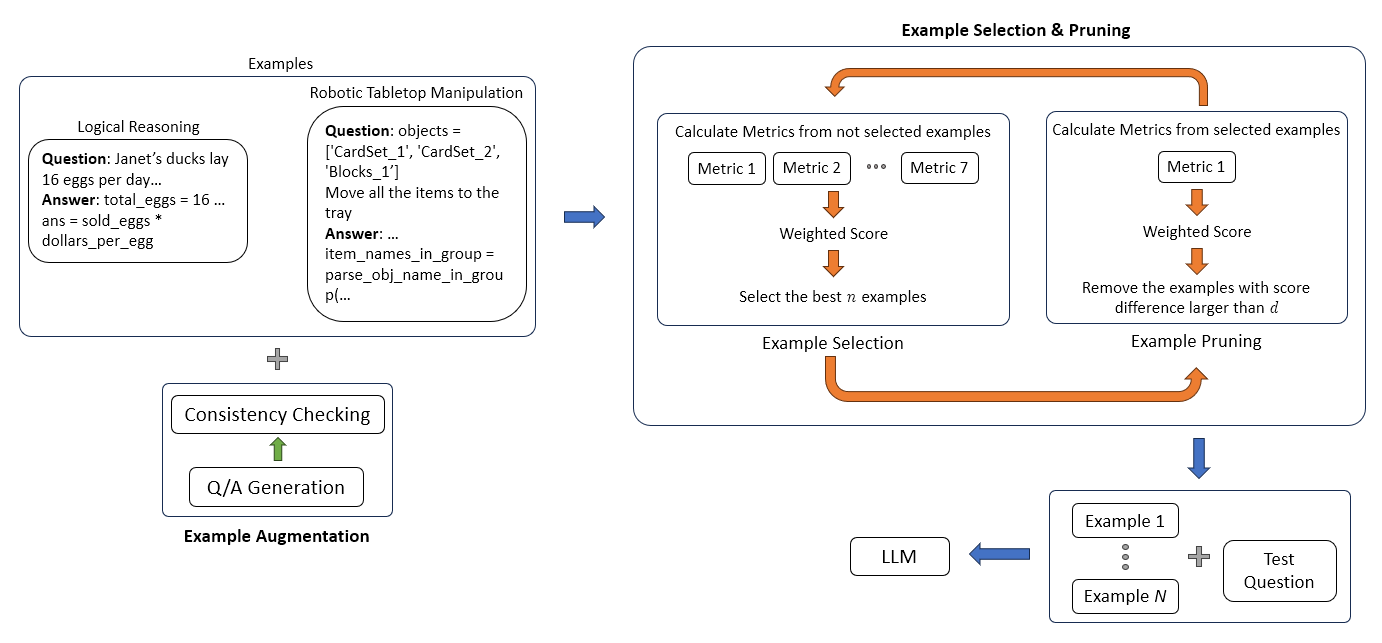 Examples
Logical Reasoning
Question: Janet’s ducks lay
16 eggs per day…
Answer: total_eggs = 16 …
ans = sold_eggs *
dollars_per_egg
Robotic Tabletop Manipulation
Question: objects =
['CardSet_1', 'CardSet_2',
'Blocks_1’]
Move all the items to the
tray
Answer: …
item_names_in_group =
parse_obj_name_in_grou
p(…
Consistency Checking
Q/A Generation
Example Augmentation
Example Selection & Pruning
Calculate Metrics from not selected examples
Metric 1
Metric 2
Metric 7
Weighted Score
Select the best n examples
Example Selection
Calculate Metrics from selected examples
Metric 1
Weighted Score
Remove the examples with score
difference larger than d
Example Pruning
Example 1
Example N
Test
Question
LLM